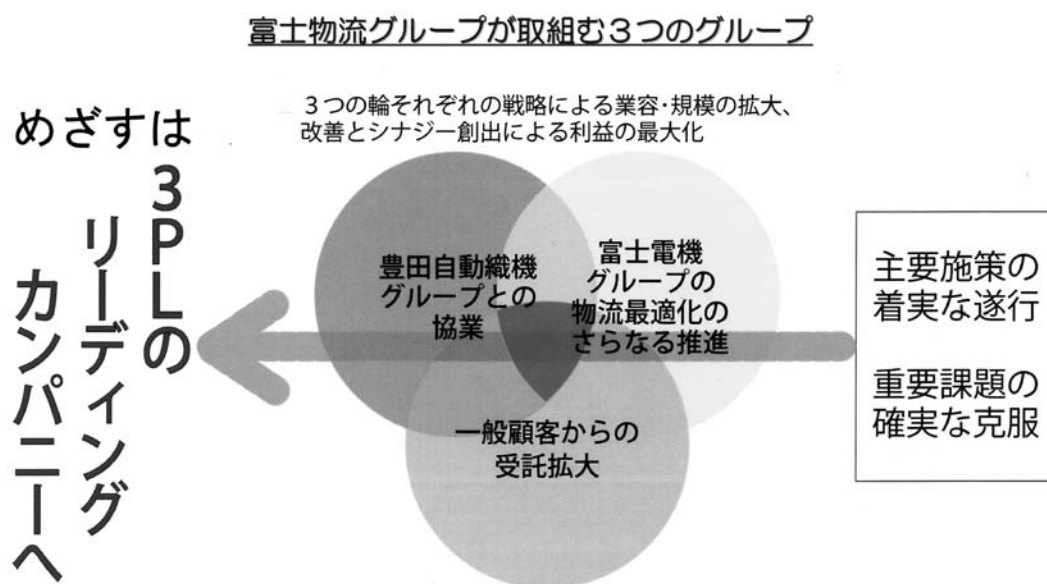 富士物流グループが取組む3つのグループ
3つの輪それぞれの戦略による業容・規模の拡大、
改善とシナジー創出による利益の最大化
めざすは
3PLの
リーディング
カンパニーへ
豊田自動織機
グループとの
協業
富士電機
グループの
物流最適化の
さらなる推進
一般顧客からの
受託拡大
主要施策の
着実な遂行
重要課題の
確実な克服